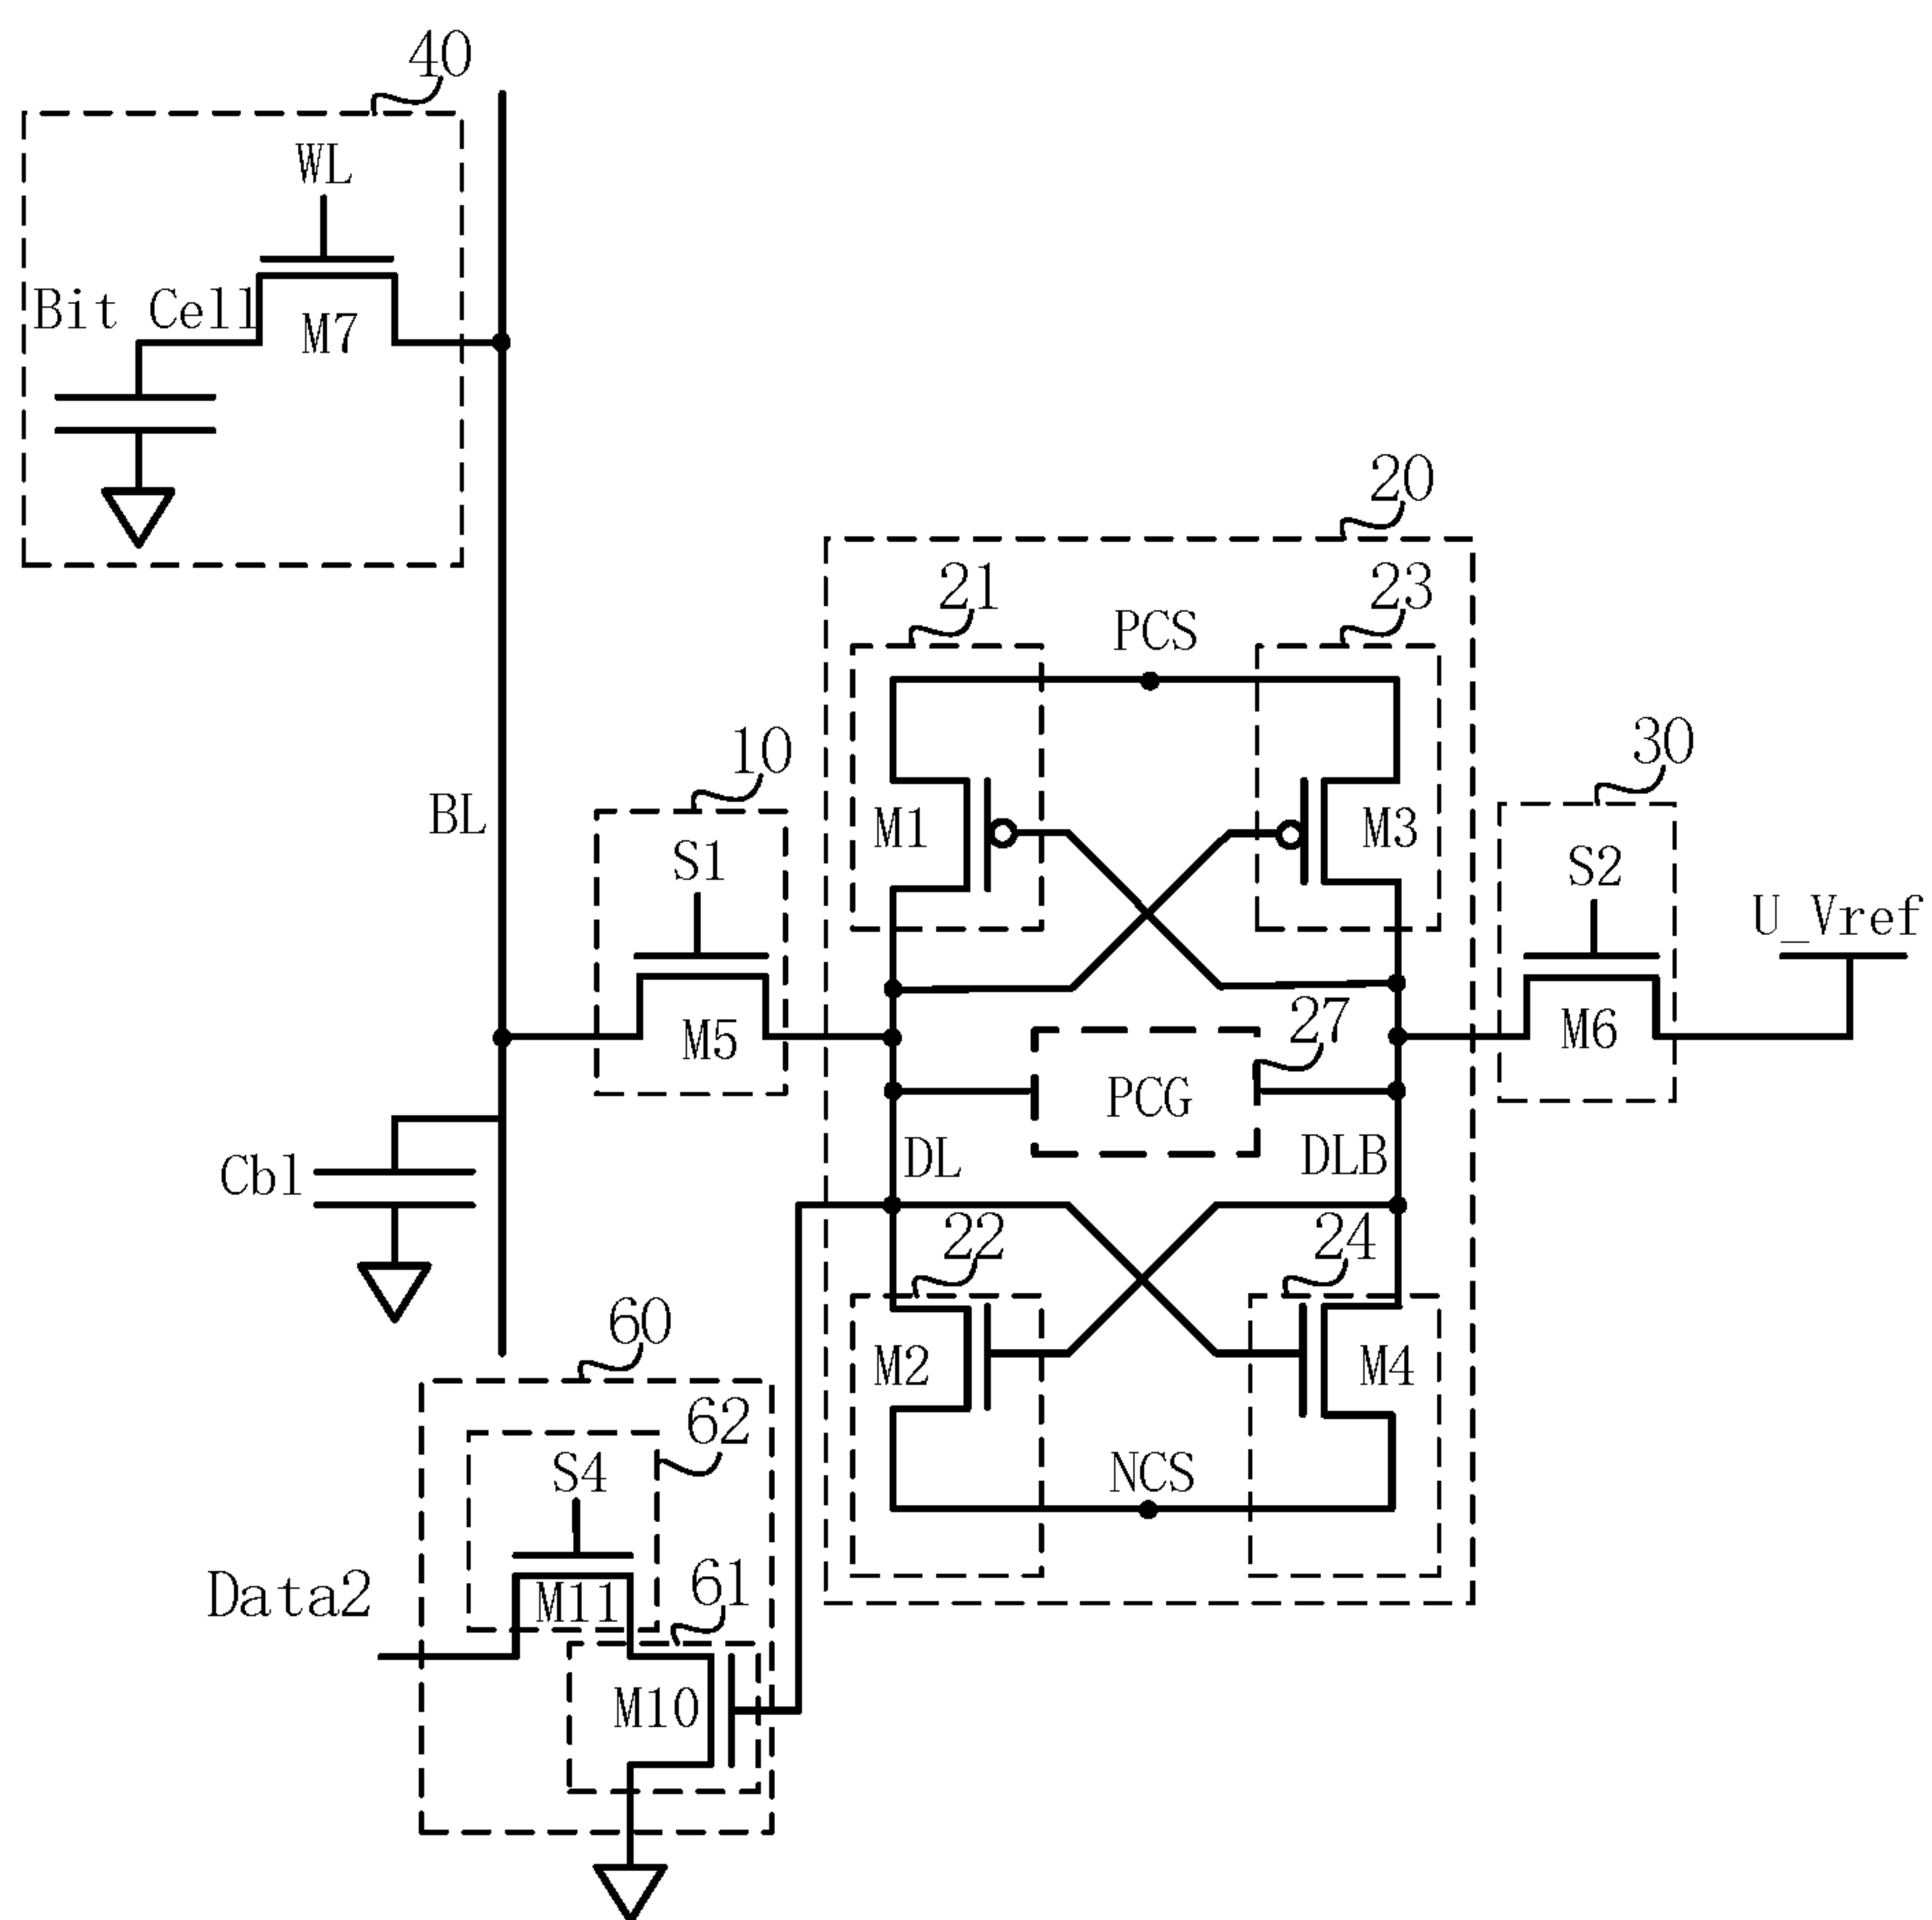 40
WL
Bit Cell
M7
20
21
23
PCS
10
30
BL
M1
M3
S1
S2
U_Vref
M5
M6
27
PCG
DL
DLB
Cbl
22
24
60
M2
M4
62
S4
NCS
61
Data2
M11
M10